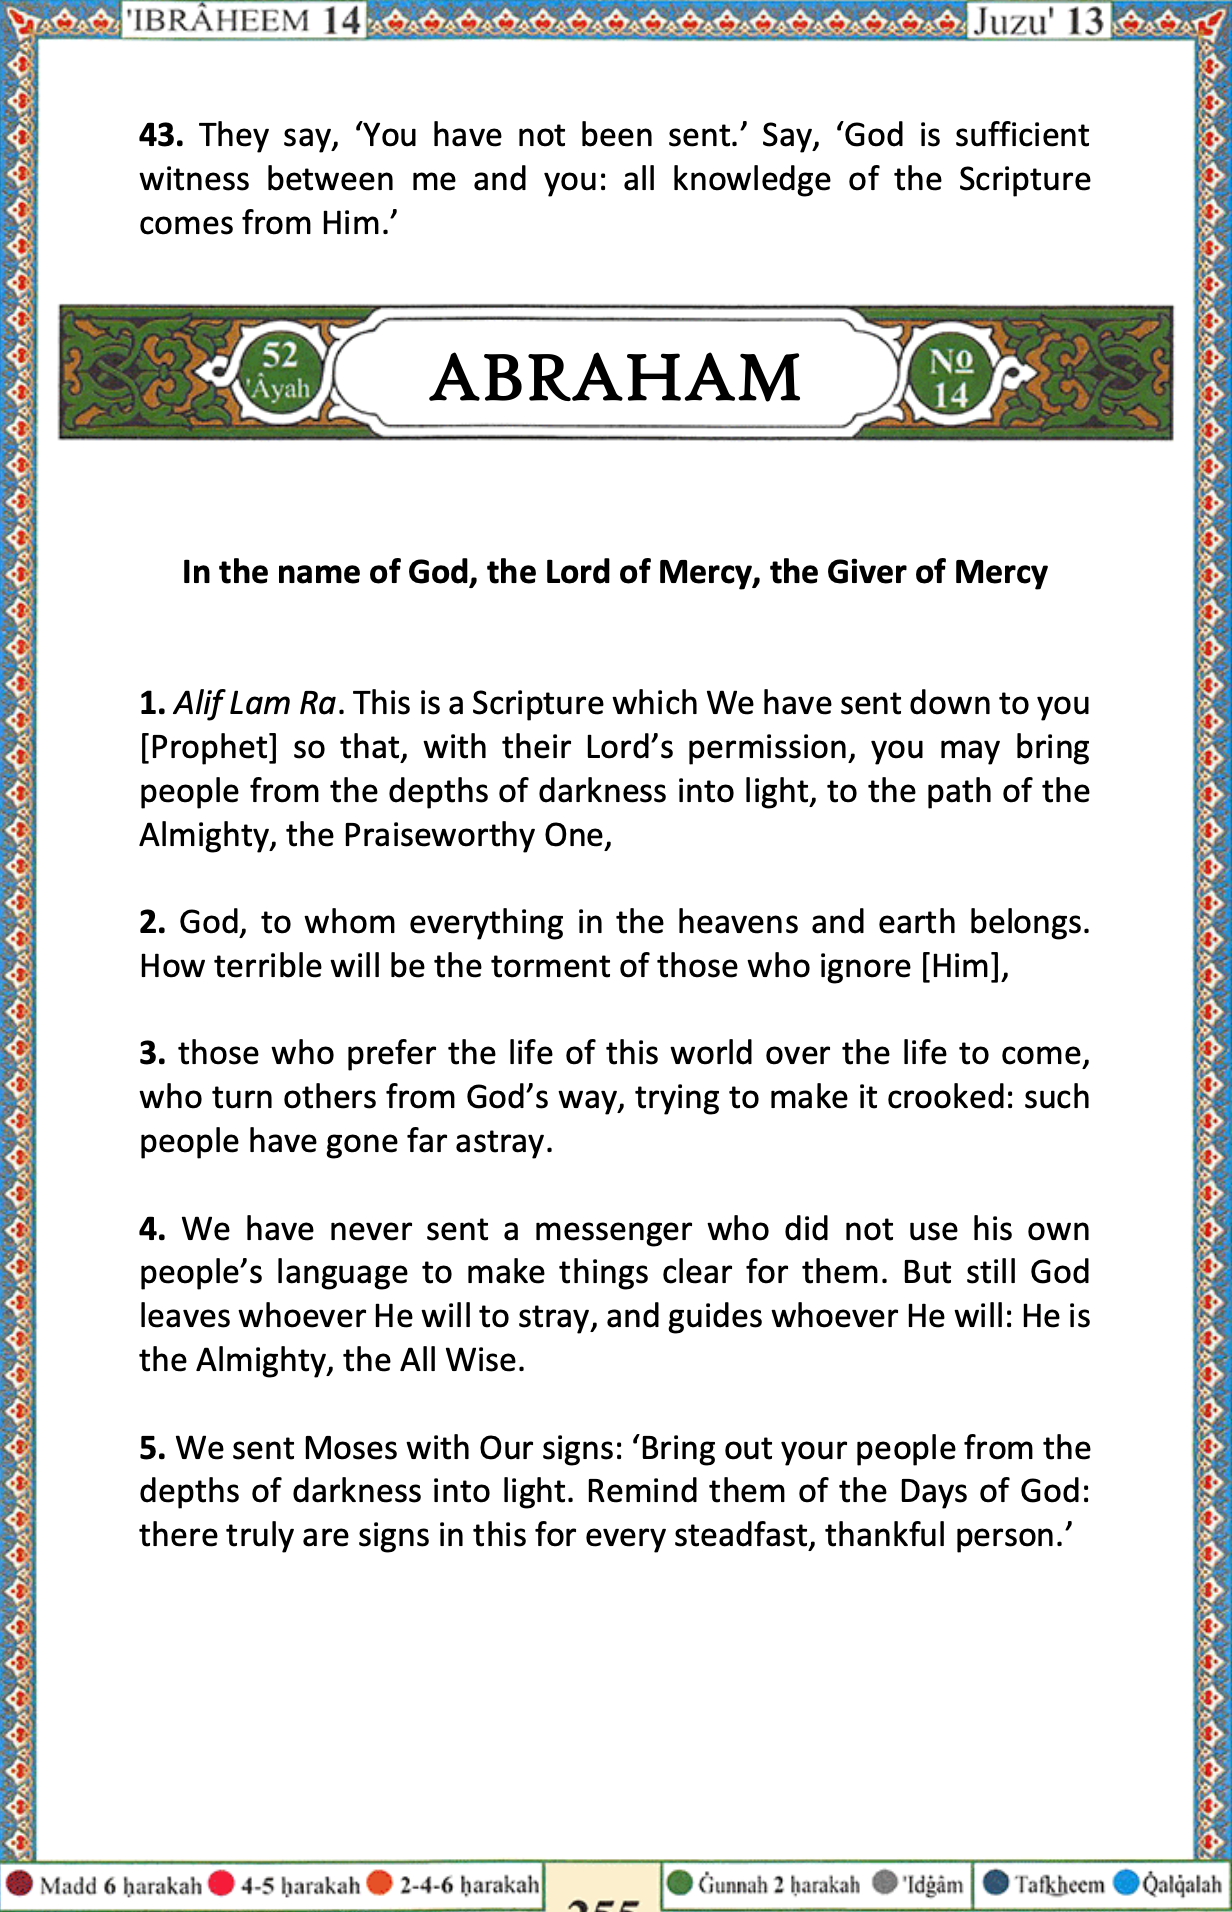 'IBRÂHEEM 14
Juzu' 13
43. They say, ‘You have not been sent.’ Say, ‘God is sufficient
witness between me and you: all knowledge of the Scripture
comes from Him.’
52
'Âyah
ABRAHAM
Nº
14
In the name of God, the Lord of Mercy, the Giver of Mercy
1. Alif Lam Ra. This is a Scripture which We have sent down to you
[Prophet] so that, with their Lord’s permission, you may bring
people from the depths of darkness into light, to the path of the
Almighty, the Praiseworthy One,
2. God, to whom everything in the heavens and earth belongs.
How terrible will be the torment of those who ignore [Him],
3. those who prefer the life of this world over the life to come,
who turn others from God’s way, trying to make it crooked: such
people have gone far astray.
4. We have never sent a messenger who did not use his own
people’s language to make things clear for them. But still God
leaves whoever He will to stray, and guides whoever He will: He is
the Almighty, the All Wise.
5. We sent Moses with Our signs: ‘Bring out your people from the
depths of darkness into light. Remind them of the Days of God:
there truly are signs in this for every steadfast, thankful person.’
Madd 6 ḥarakah 4-5 ḥarakah 2-4-6 ḥarakah
255
Ġunnah 2 ḥarakah 'Idġâm Tafk͟heem Q̇alq̇alah